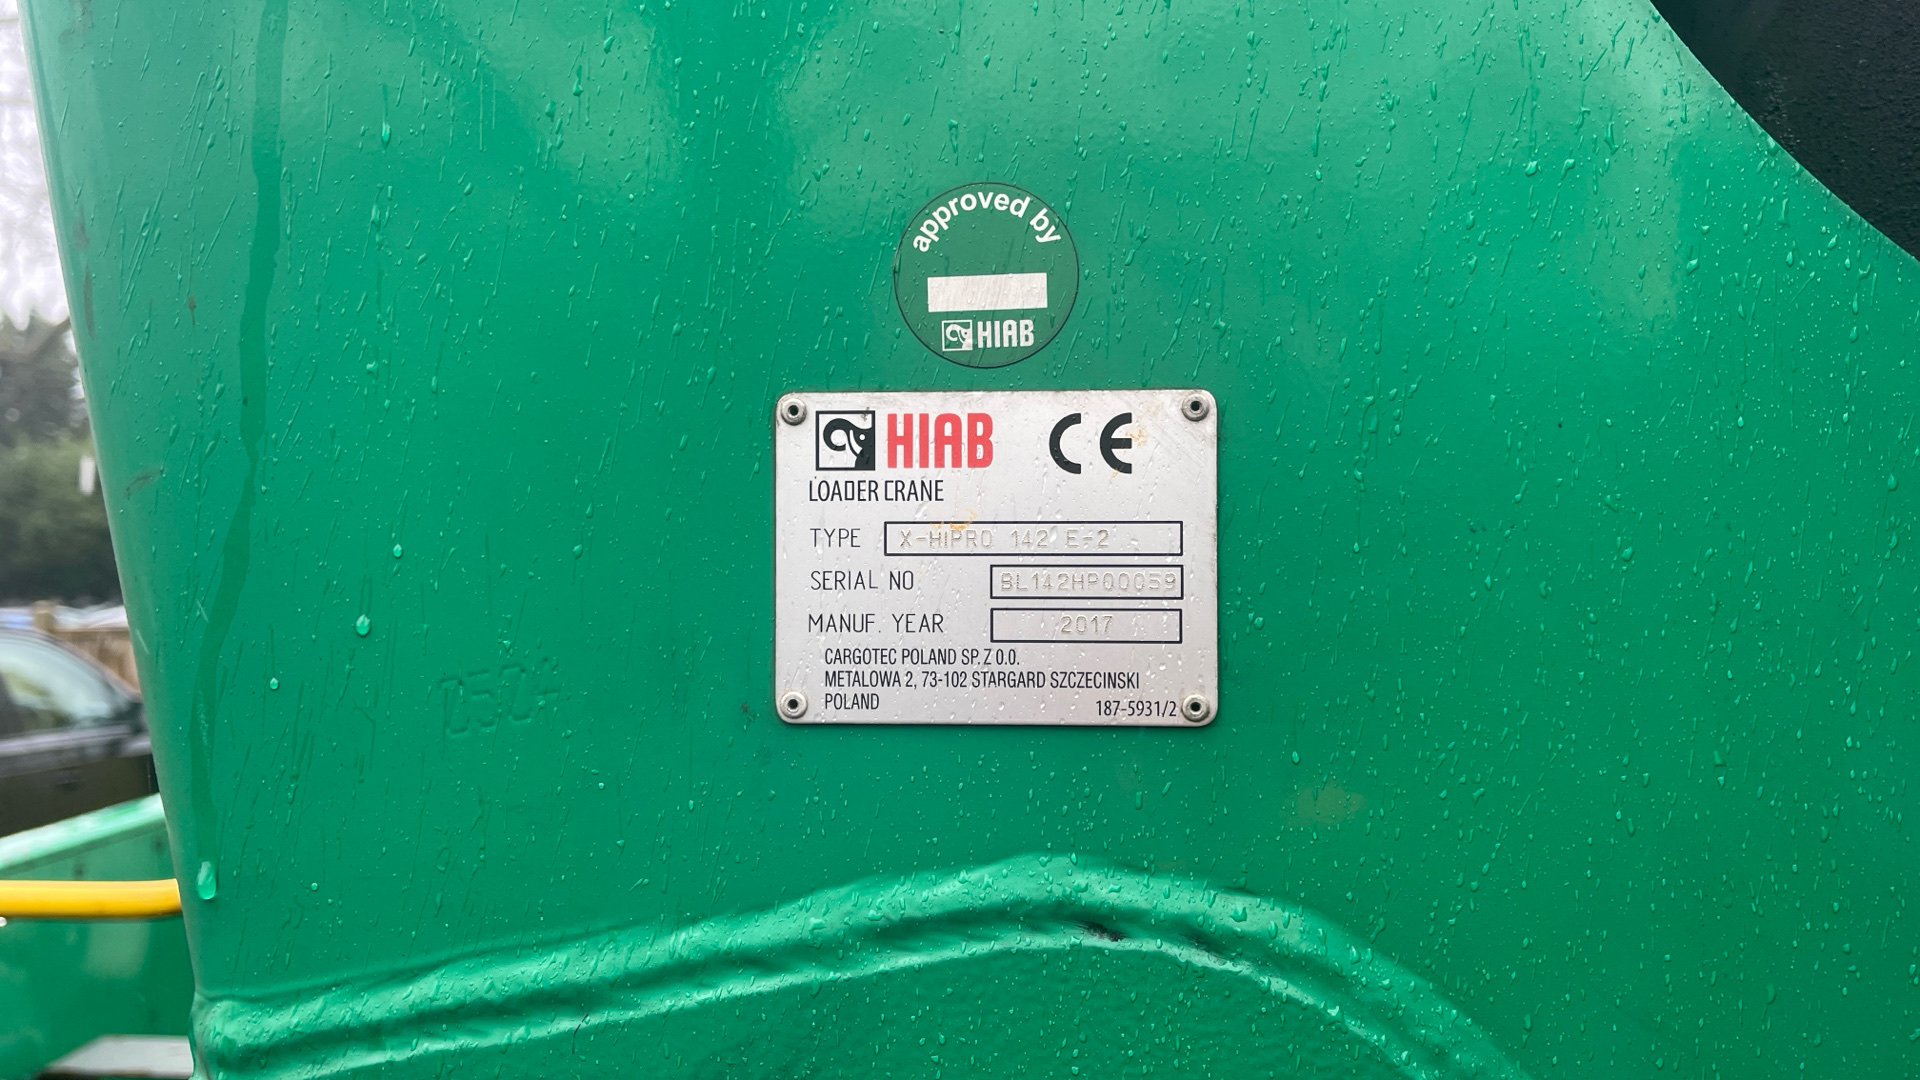 approved by
HIAB
HIAB CE
LOADER CRANE
TYPE X-HIPRO 142 E-2
SERIAL NO BL142HP00059
MANUF. YEAR 2017
CARGOTEC POLAND SP. Z O.O.
METALOWA 2, 73-102 STARGARD SZCZECINSKI
POLAND
187-5931/2